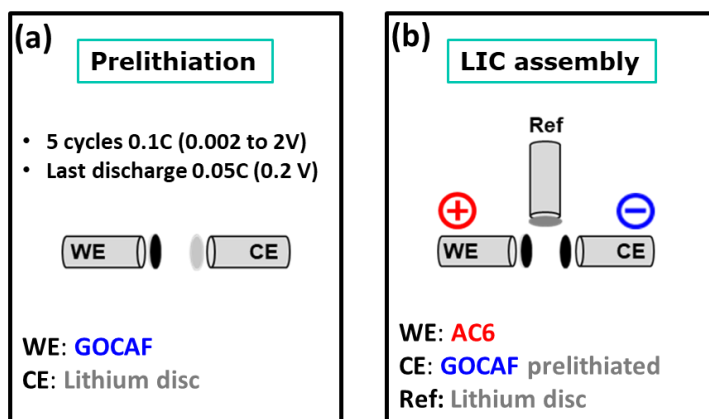 (a)
Prelithiation
• 5 cycles 0.1C (0.002 to 2V)
• Last discharge 0.05C (0.2 V)
WE CE
WE: GOCAF
CE: Lithium disc
(b)
LIC assembly
Ref
+ −
WE CE
WE: AC6
CE: GOCAF prelithiated
Ref: Lithium disc